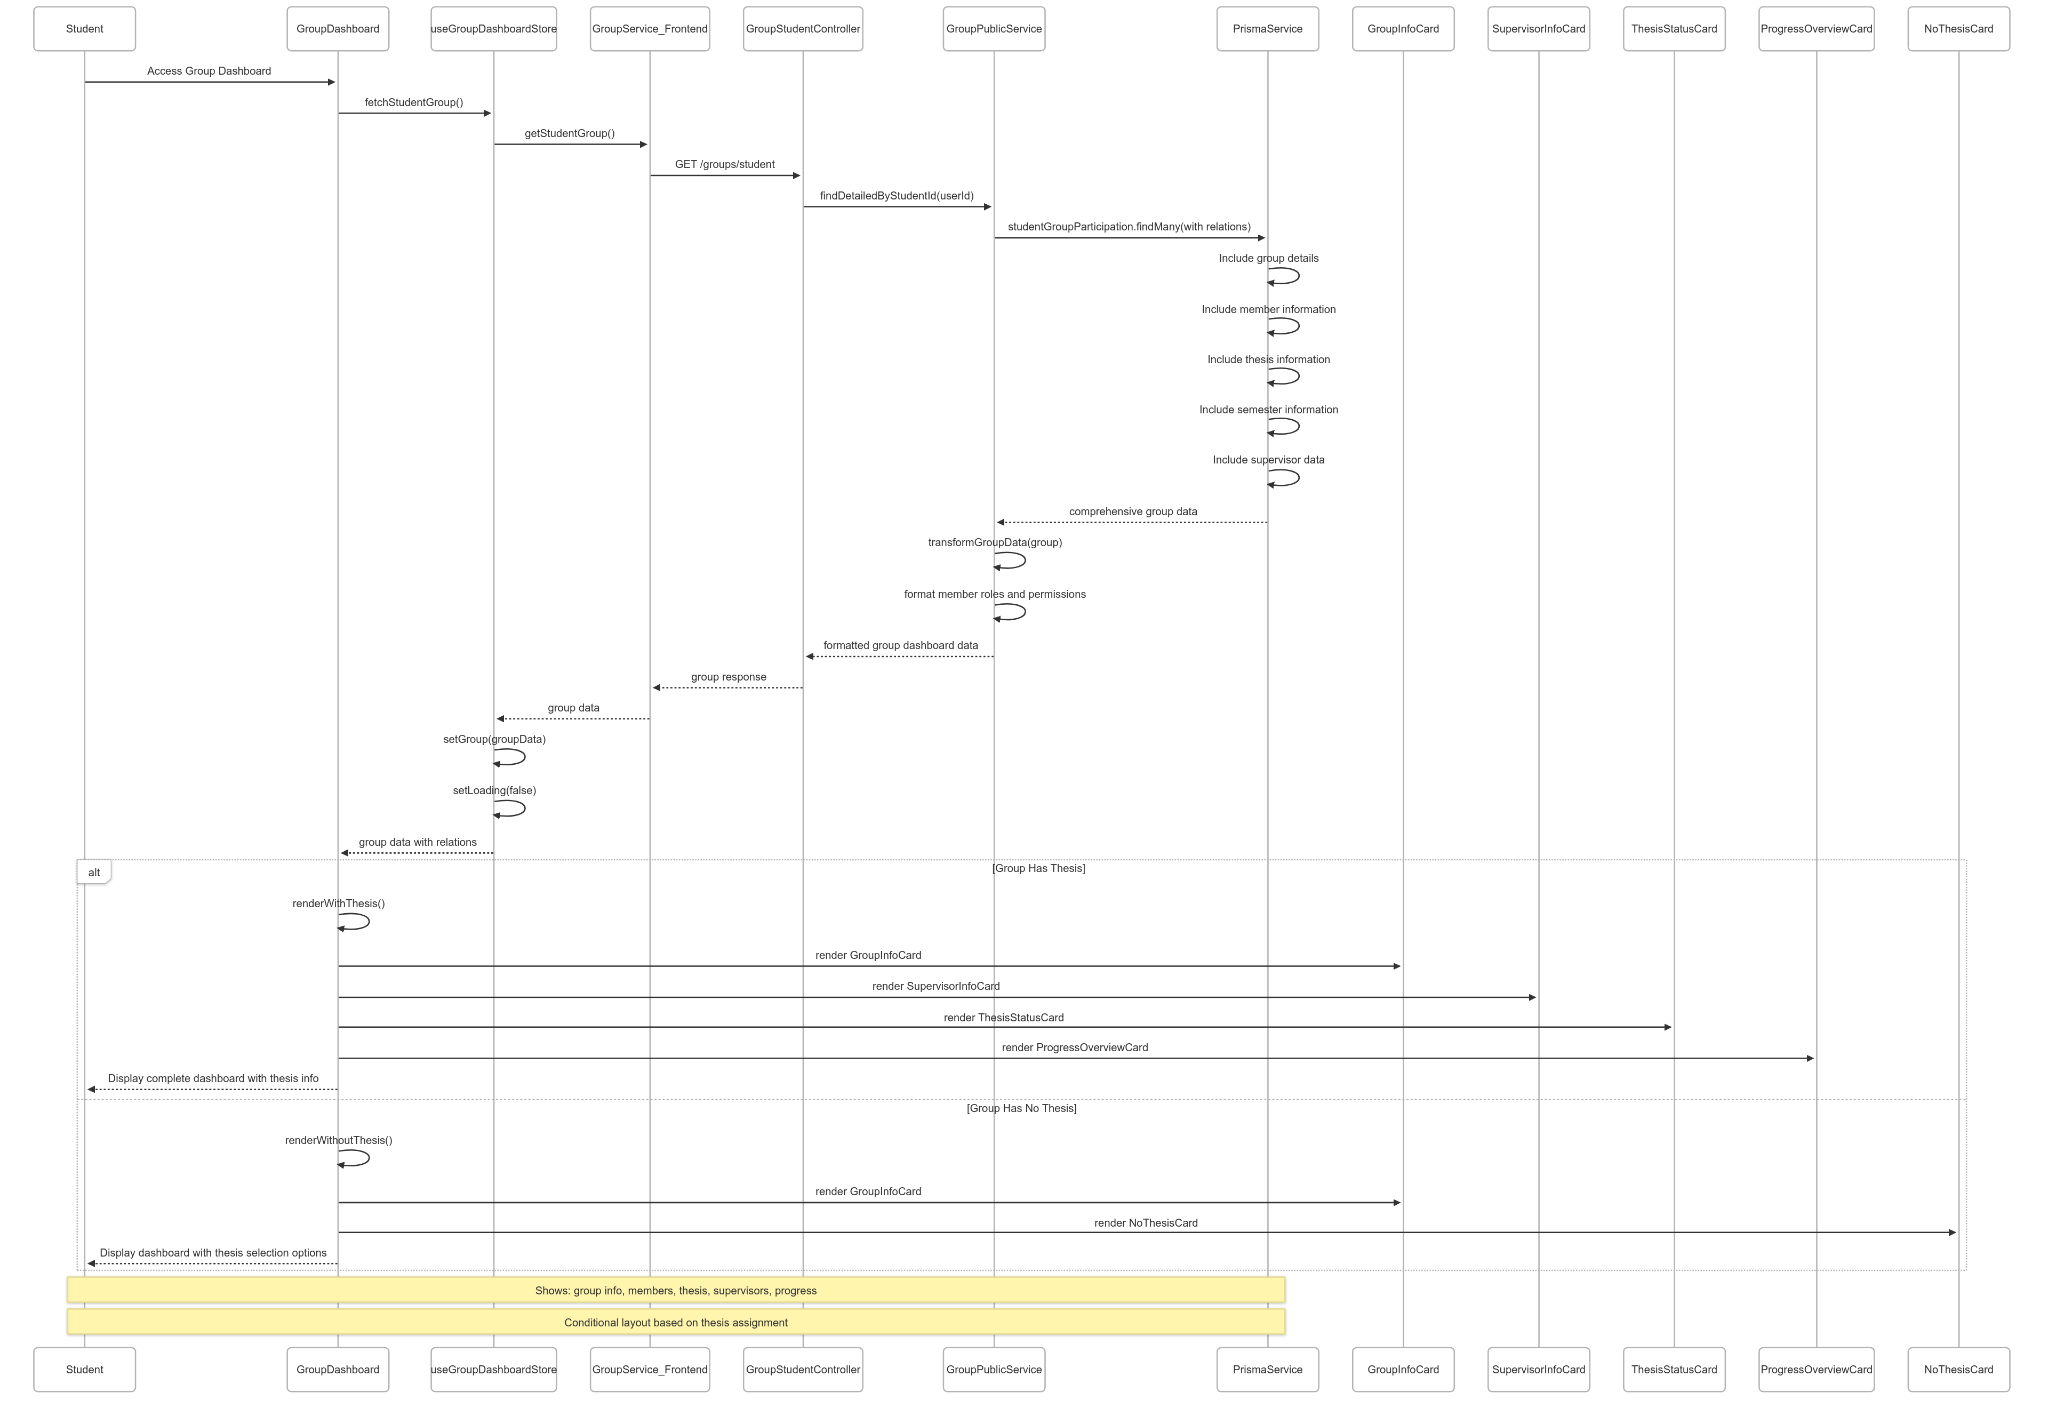 Student
GroupDashboard
useGroupDashboardStore
GroupService_Frontend
GroupStudentController
GroupPublicService
PrismaService
GroupInfoCard
SupervisorInfoCard
ThesisStatusCard
ProgressOverviewCard
NoThesisCard
Access Group Dashboard
fetchStudentGroup()
getStudentGroup()
GET /groups/student
findDetailedByStudentId(userId)
studentGroupParticipation.findMany(with relations)
Include group details
Include member information
Include thesis information
Include semester information
Include supervisor data
comprehensive group data
transformGroupData(group)
format member roles and permissions
formatted group dashboard data
group response
group data
setGroup(groupData)
setLoading(false)
group data with relations
alt
[Group Has Thesis]
renderWithThesis()
render GroupInfoCard
render SupervisorInfoCard
render ThesisStatusCard
render ProgressOverviewCard
Display complete dashboard with thesis info
[Group Has No Thesis]
renderWithoutThesis()
render GroupInfoCard
render NoThesisCard
Display dashboard with thesis selection options
Shows: group info, members, thesis, supervisors, progress
Conditional layout based on thesis assignment
Student
GroupDashboard
useGroupDashboardStore
GroupService_Frontend
GroupStudentController
GroupPublicService
PrismaService
GroupInfoCard
SupervisorInfoCard
ThesisStatusCard
ProgressOverviewCard
NoThesisCard